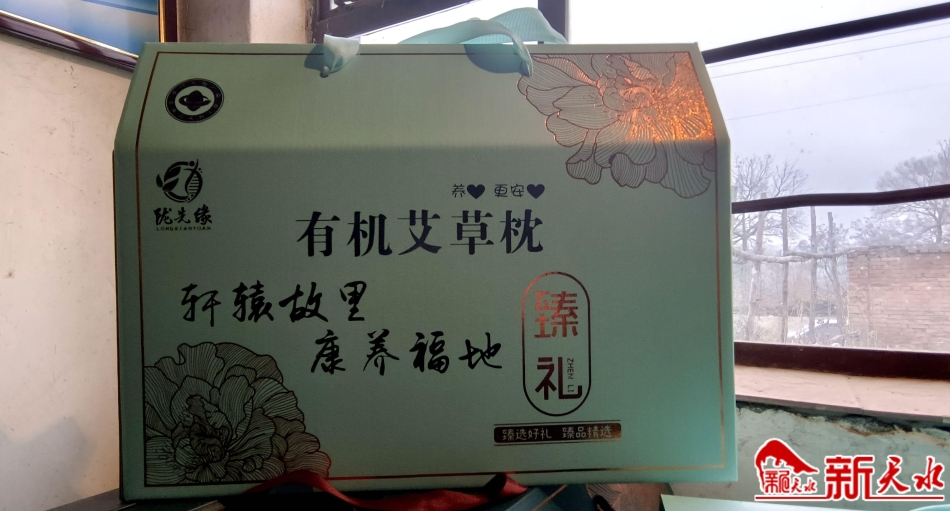 陇先缘
LONGXIANYUAN
养 更安
有机艾草枕
轩辕故里
康养福地
臻礼
ZHEN LI
臻选好礼 臻品精选
新天水